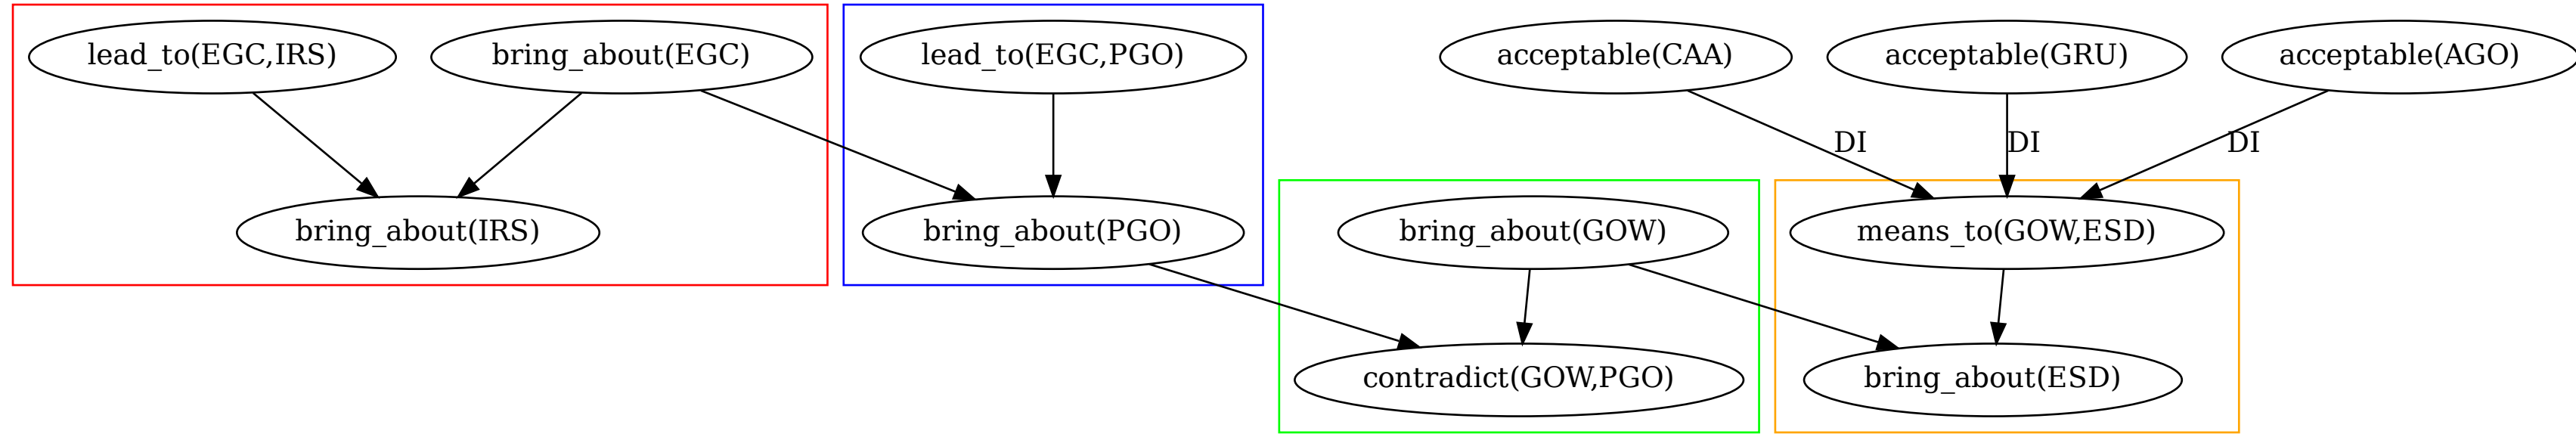 lead_to(EGC,IRS)
bring_about(EGC)
lead_to(EGC,PGO)
acceptable(CAA)
acceptable(GRU)
acceptable(AGO)
DI
DI
DI
bring_about(IRS)
bring_about(PGO)
bring_about(GOW)
means_to(GOW,ESD)
contradict(GOW,PGO)
bring_about(ESD)